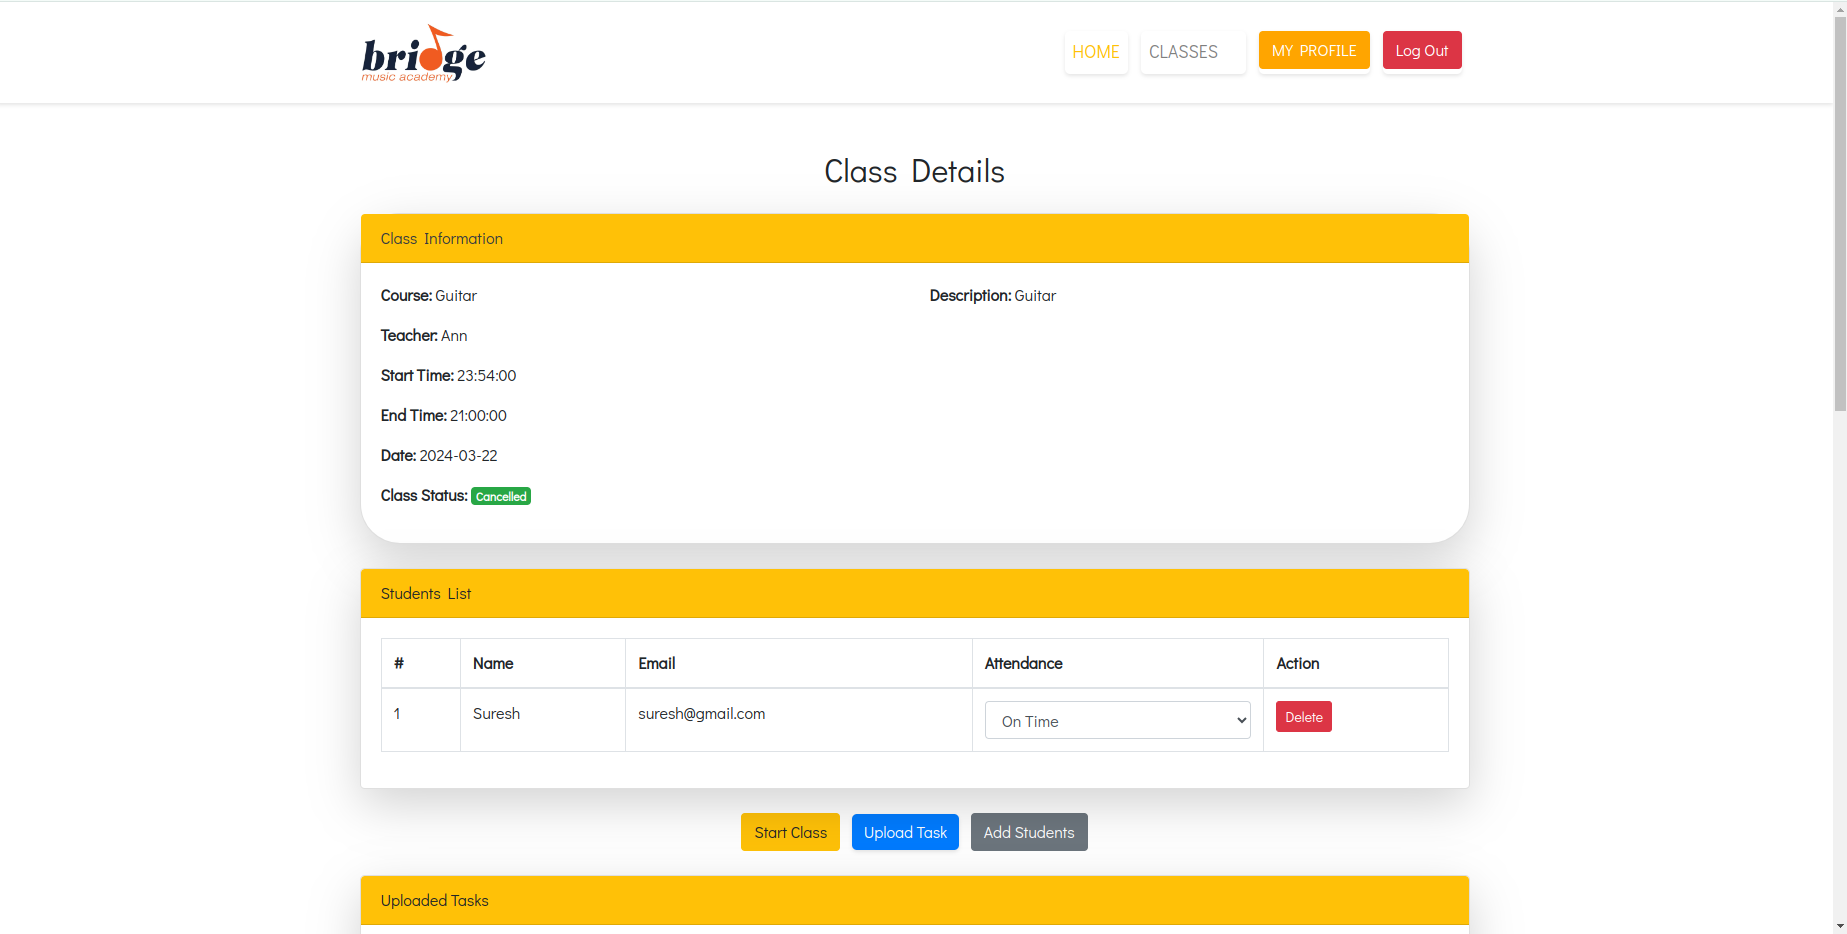 bridge
music academy
HOME CLASSES MY PROFILE Log Out
Class Details
Class Information
Course: Guitar Description: Guitar
Teacher: Ann
Start Time: 23:54:00
End Time: 21:00:00
Date: 2024-03-22
Class Status: Cancelled
Students List
# Name Email Attendance Action
1 Suresh suresh@gmail.com On Time Delete
Start Class Upload Task Add Students
Uploaded Tasks